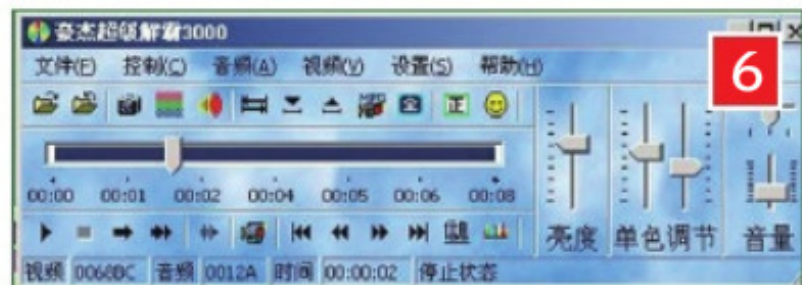 豪杰超级解霸3000
6
文件(F) 控制(C) 音频(A) 视频(V) 设置(S) 帮助(H)
正
00:00 00:01 00:02 00:04 00:05 00:06 00:08
亮度 单色调节 音量
视频 0068BC 音频 0012A 时间 00:00:02 停止状态